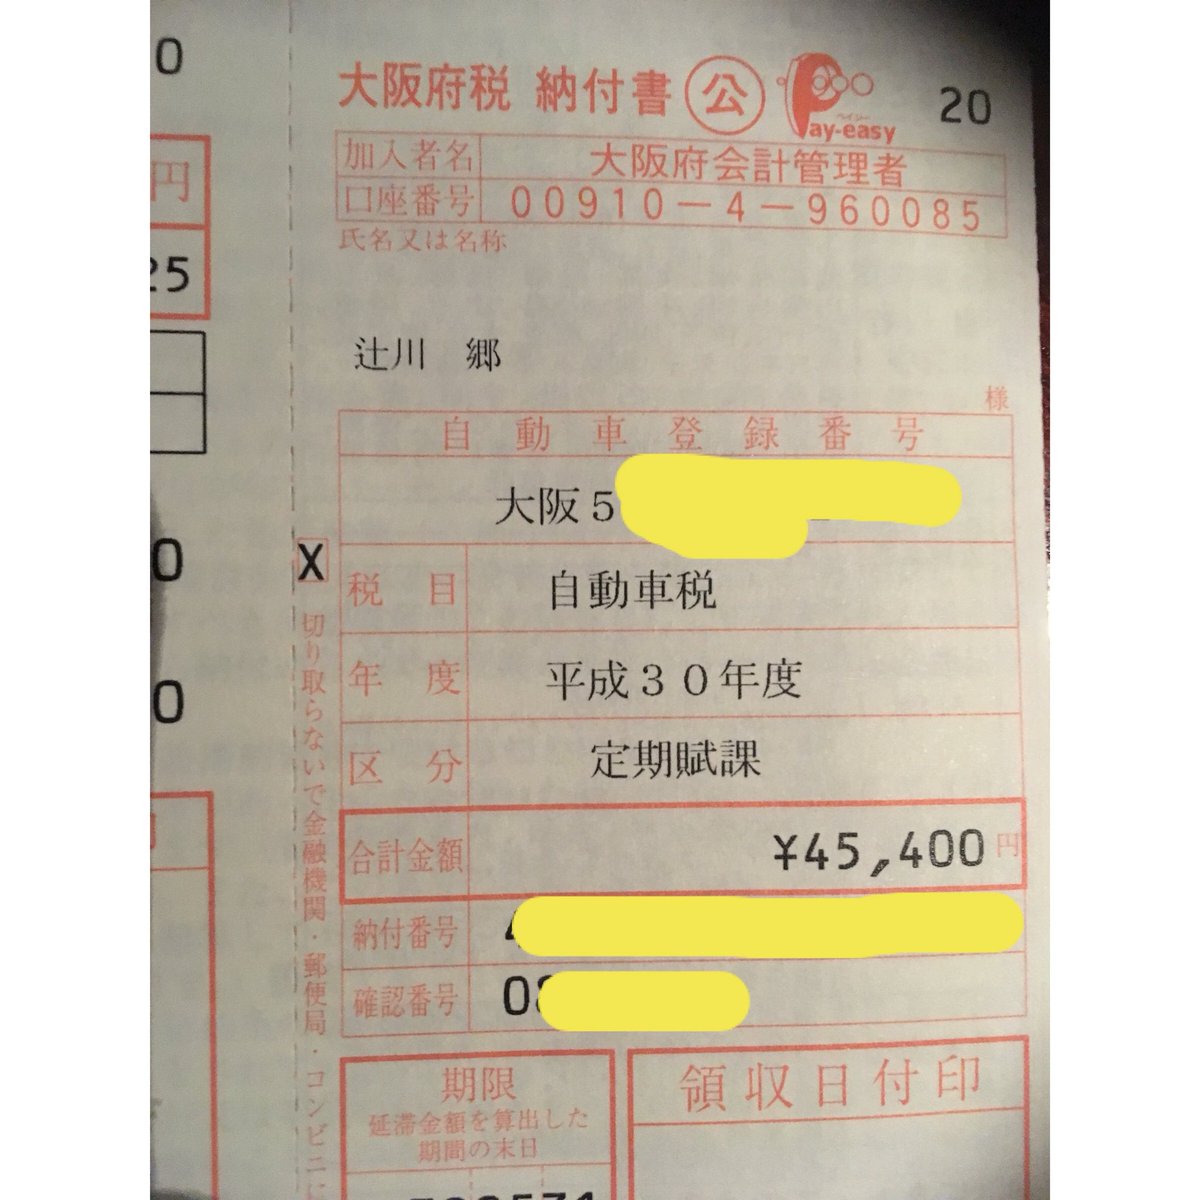 0
大阪府税 納付書 公 Pay-easy ペイジー 20
加入者名 大阪府会計管理者
口座番号 00910-4-960085
氏名又は名称
円
25
辻川 郷
様
自動車登録番号
大阪5
0
X
税目 自動車税
年度 平成30年度
0
区分 定期賦課
合計金額 ¥45,400円
納付番号
確認番号 08
切り取らないで金融機関・郵便局・コンビニに
期限
延滞金額を算出した
期間の末日
領収日付印